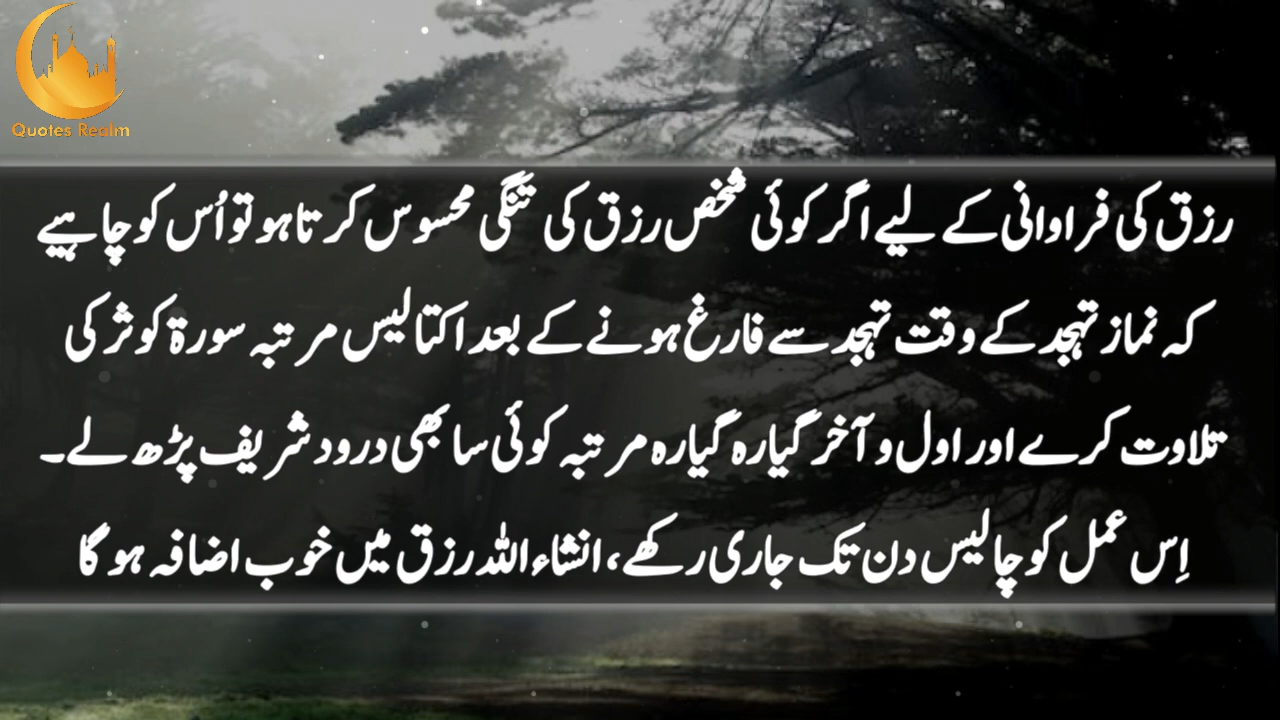 Quotes Realm
رزق کی فراوانی کے لیے اگر کوئی شخص رزق کی تنگی محسوس کرتا ہو تو اُس کو چاہیے
کہ نماز تہجد کے وقت تہجد سے فارغ ہونے کے بعد اکتالیس مرتبہ سورۃ کوثر کی
تلاوت کرے اور اول و آخر گیارہ گیارہ مرتبہ کوئی سا بھی درود شریف پڑھ لے۔
اِس عمل کو چالیس دن تک جاری رکھے، انشاء اللہ رزق میں خوب اضافہ ہو گا